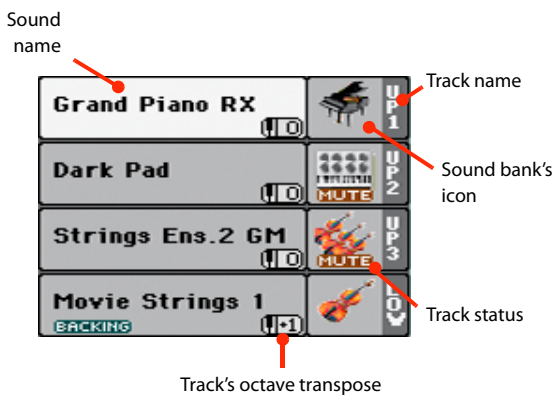 Sound
name
Grand Piano RX
0
UP1
Track name
Dark Pad
0
MUTE
UP2
Sound bank's
icon
Strings Ens.2 GM
0
MUTE
UP3
Movie Strings 1
BACKING
+1
LOW
Track status
Track's octave transpose